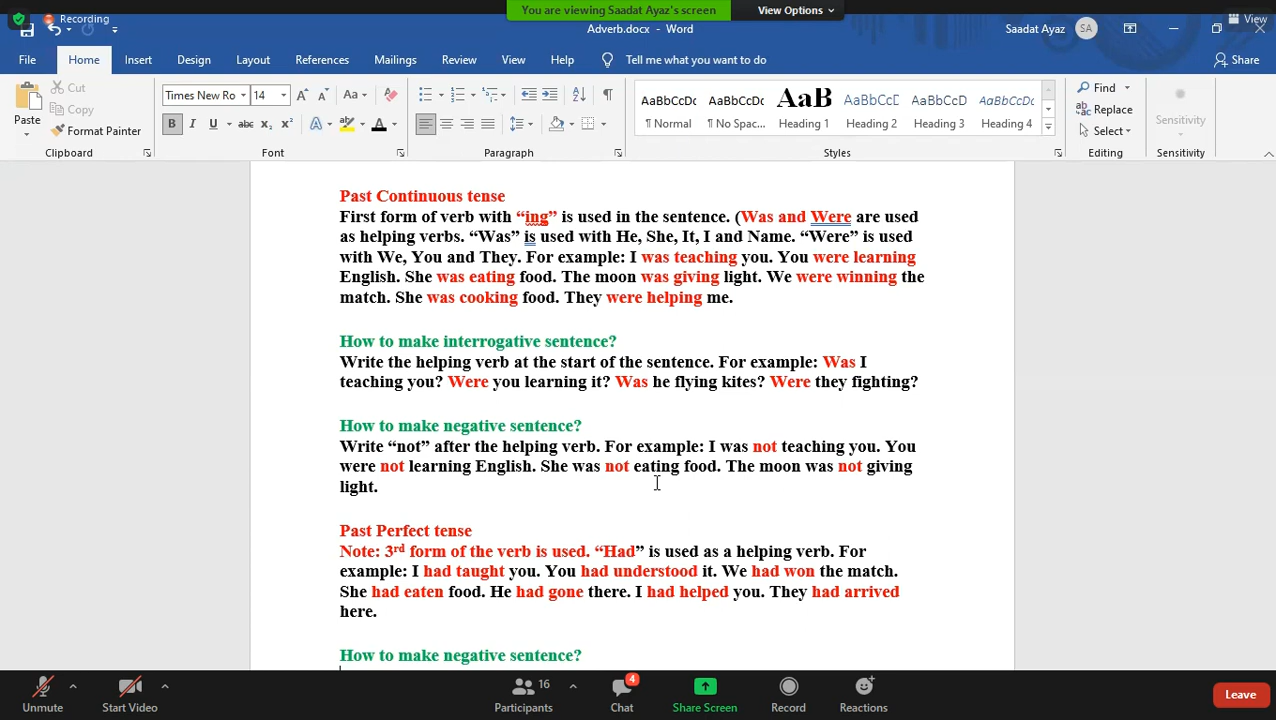 Recording
You are viewing Saadat Ayaz's screen
View Options
View
Adverb.docx - Word
Saadat Ayaz
SA
File Home Insert Design Layout References Mailings Review View Help Tell me what you want to do
Share
Paste
Cut
Copy
Format Painter
Clipboard
Times New Ro 14
Aa
B I U abc x₂ x²
Font
Paragraph
AaBbCcDc AaBbCcDc AaB AaBbCcD AaBbCcD AaBbCcD
¶ Normal ¶ No Spac... Heading 1 Heading 2 Heading 3 Heading 4
Styles
Find
Replace
Select
Editing
Sensitivity
Sensitivity
Past Continuous tense
First form of verb with “ing” is used in the sentence. (Was and Were are used
as helping verbs. “Was” is used with He, She, It, I and Name. “Were” is used
with We, You and They. For example: I was teaching you. You were learning
English. She was eating food. The moon was giving light. We were winning the
match. She was cooking food. They were helping me.
How to make interrogative sentence?
Write the helping verb at the start of the sentence. For example: Was I
teaching you? Were you learning it? Was he flying kites? Were they fighting?
How to make negative sentence?
Write “not” after the helping verb. For example: I was not teaching you. You
were not learning English. She was not eating food. The moon was not giving
light.
Past Perfect tense
Note: 3rd form of the verb is used. “Had” is used as a helping verb. For
example: I had taught you. You had understood it. We had won the match.
She had eaten food. He had gone there. I had helped you. They had arrived
here.
How to make negative sentence?
Unmute
Start Video
16
Participants
4
Chat
Share Screen
Record
Reactions
Leave